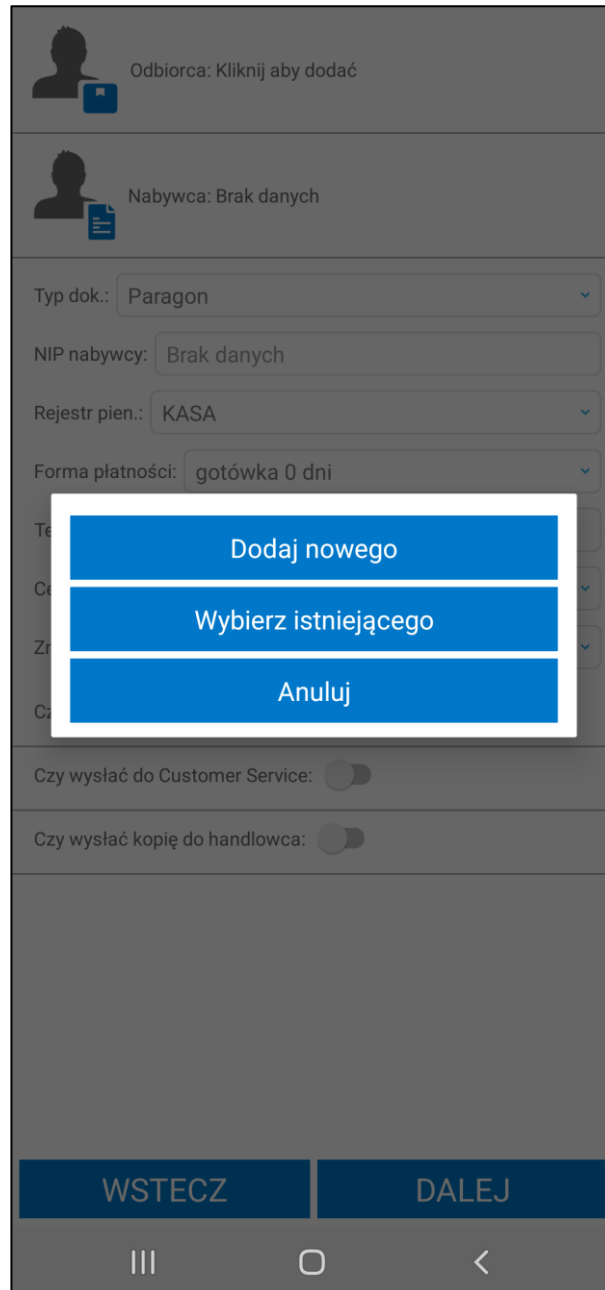 Odbiorca: Kliknij aby dodać
Nabywca: Brak danych
Typ dok.: Paragon
NIP nabywcy: Brak danych
Rejestr pien.: KASA
Forma płatności: gotówka 0 dni
Dodaj nowego
Wybierz istniejącego
Anuluj
Czy wysłać do Customer Service:
Czy wysłać kopię do handlowca:
WSTECZ DALEJ